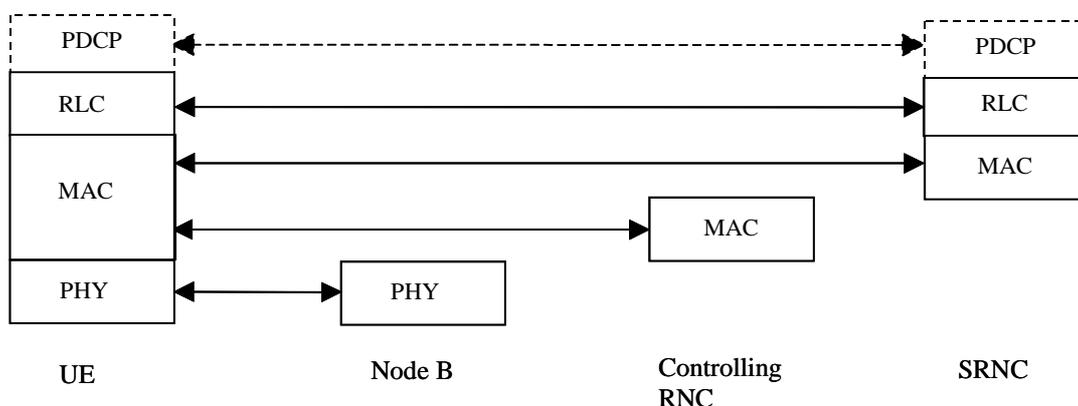 PDCP
PDCP
RLC
RLC
MAC
MAC
MAC
PHY
PHY
UE
Node B
Controlling
RNC
SRNC